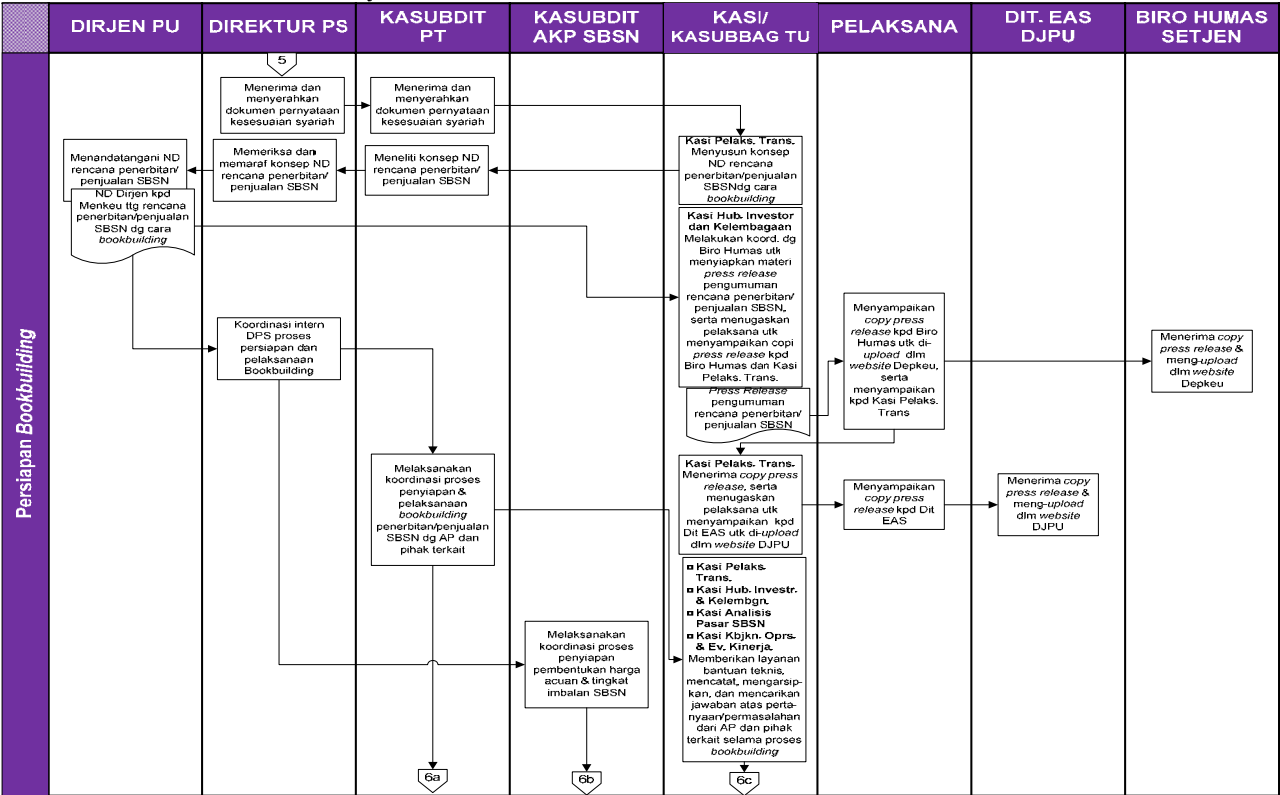 DIRJEN PU
DIREKTUR PS
KASUBDIT
PT
KASUBDIT
AKP SBSN
KASI/
KASUBBAG TU
PELAKSANA
DIT. EAS
DJPU
BIRO HUMAS
SETJEN
Persiapan Bookbuilding
5
Menerima dan
menyerahkan
dokumen pernyataan
kesesuaian syariah
Menerima dan
menyerahkan
dokumen pernyataan
kesesuaian syariah
Kasi Pelaks. Trans.
Menyusun konsep
ND rencana
penerbitan/penjualan
SBSNdg cara
bookbuilding
Meneliti konsep ND
rencana penerbitan/
penjualan SBSN
Memeriksa dan
memaraf konsep ND
rencana penerbitan/
penjualan SBSN
Menandatangani ND
rencana penerbitan/
penjualan SBSN
ND Dirjen kpd
Menkeu ttg rencana
penerbitan/penjualan
SBSN dg cara
bookbuilding
Kasi Hub. Investor
dan Kelembagaan
Melakukan koord. dg
Biro Humas utk
menyiapkan materi
press release
pengumuman
rencana penerbitan/
penjualan SBSN,
serta menugaskan
pelaksana utk
menyampaikan copi
press release kpd
Biro Humas dan Kasi
Pelaks. Trans.
Press Release
pengumuman
rencana penerbitan/
penjualan SBSN
Menyampaikan
copy press
release kpd Biro
Humas utk di-
upload dlm
website Depkeu,
serta
menyampaikan
kpd Kasi Pelaks.
Trans
Menerima copy
press release &
meng-upload
dlm website
Depkeu
Koordinasi intern
DPS proses
persiapan dan
pelaksanaan
Bookbuilding
Melaksanakan
koordinasi proses
penyiapan &
pelaksanaan
bookbuilding
penerbitan/penjualan
SBSN dg AP dan
pihak terkait
Kasi Pelaks. Trans.
Menerima copy press
release, serta
menugaskan
pelaksana utk
menyampaikan kpd
Dit EAS utk di-upload
dlm website DJPU
Menyampaikan
copy press
release kpd Dit
EAS
Menerima copy
press release &
meng-upload
dlm website
DJPU
Melaksanakan
koordinasi proses
penyiapan
pembentukan harga
acuan & tingkat
imbalan SBSN
Kasi Pelaks.
Trans.
Kasi Hub. Investr.
& Kelembgn.
Kasi Analisis
Pasar SBSN
Kasi Kbjkn. Oprs.
& Ev. Kinerja.
Memberikan layanan
bantuan teknis,
mencatat, mengarsip-
kan, dan mencarikan
jawaban atas perta-
nyaan/permasalahan
dari AP dan pihak
terkait selama proses
bookbuilding
6a
6b
6c